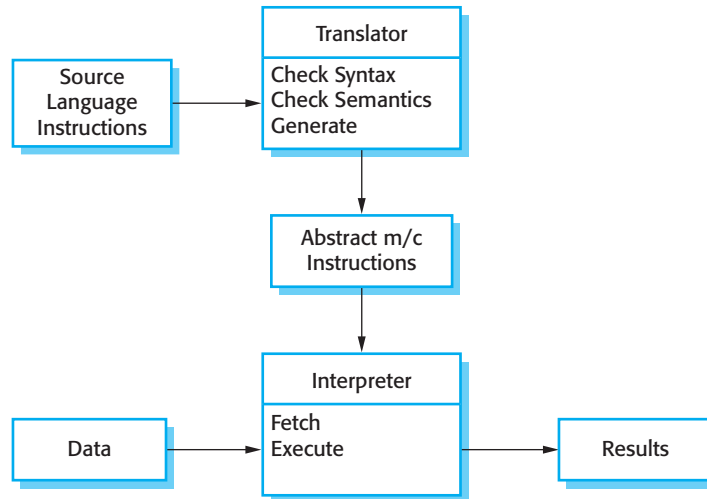 Translator
Source
Language
Instructions
Check Syntax
Check Semantics
Generate
Abstract m/c
Instructions
Interpreter
Data
Fetch
Execute
Results